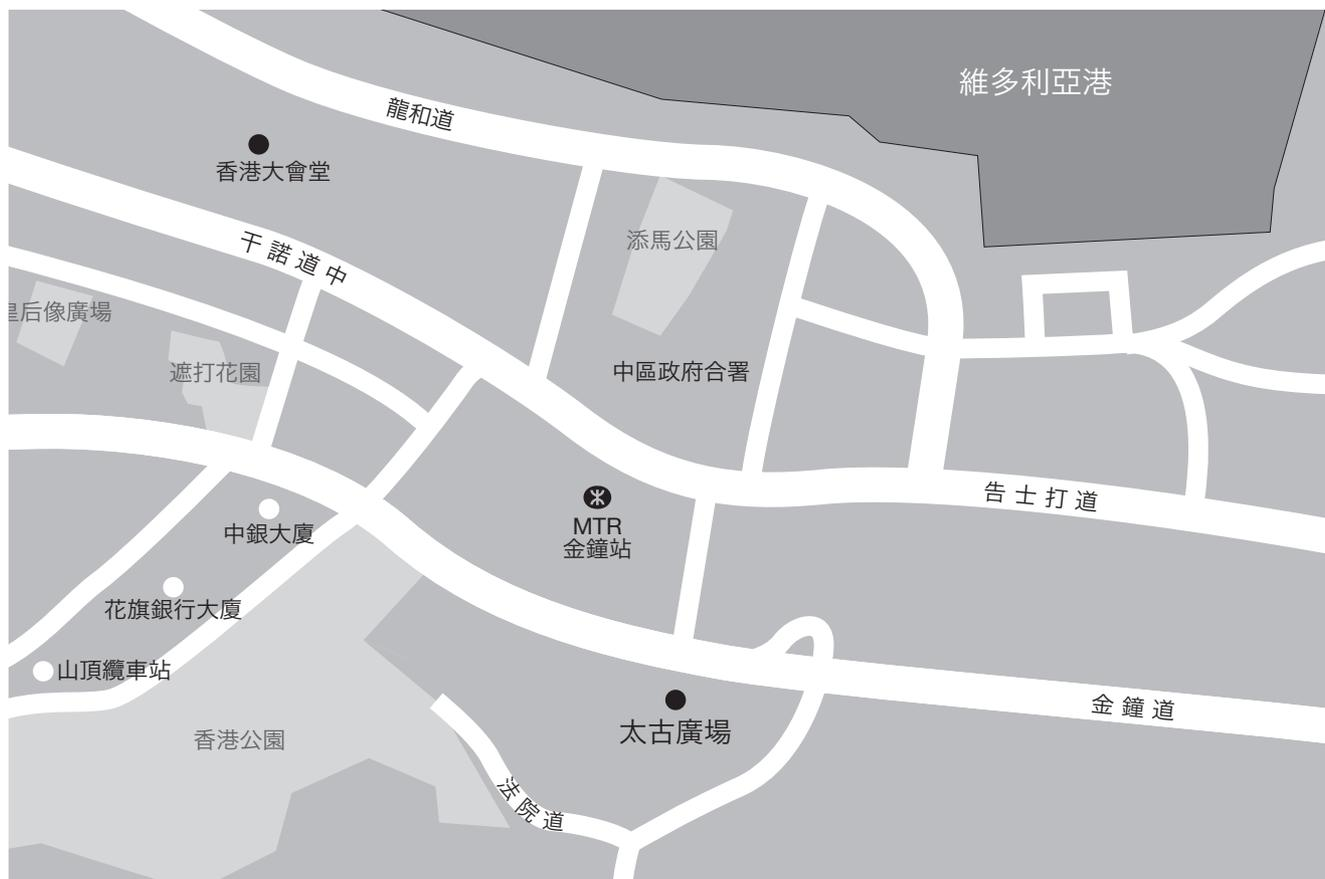 維多利亞港
龍和道
香港大會堂
干諾道中
添馬公園
皇后像廣場
遮打花園
中區政府合署
告士打道
MTR
金鐘站
中銀大廈
花旗銀行大廈
山頂纜車站
金鐘道
太古廣場
香港公園
法院道